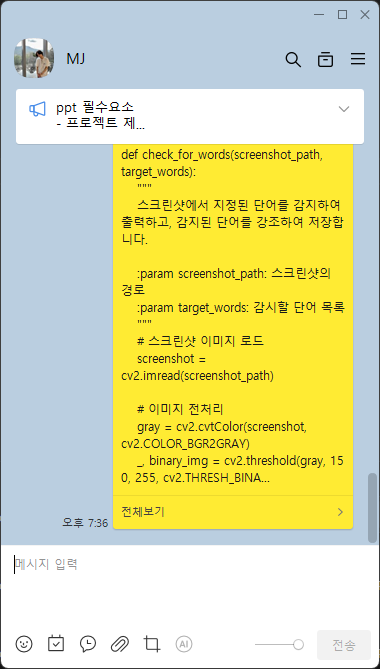 MJ
ppt 필수요소
- 프로젝트 제...
def check_for_words(screenshot_path,
target_words):
"""
스크린샷에서 지정된 단어를 감지하여
출력하고, 감지된 단어를 강조하여 저장합
니다.
:param screenshot_path: 스크린샷의
경로
:param target_words: 감시할 단어 목록
"""
# 스크린샷 이미지 로드
screenshot =
cv2.imread(screenshot_path)
# 이미지 전처리
gray = cv2.cvtColor(screenshot,
cv2.COLOR_BGR2GRAY)
_, binary_img = cv2.threshold(gray, 15
0, 255, cv2.THRESH_BINA...
전체보기
오후 7:36
메시지 입력
AI
전송